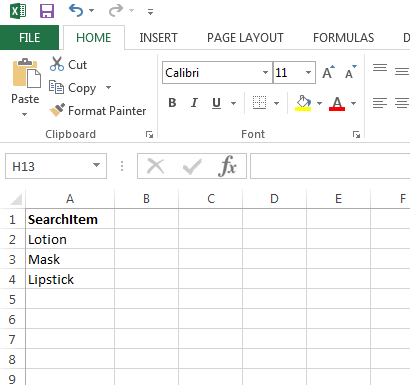 FILE HOME INSERT PAGE LAYOUT FORMULAS
Cut
Copy
Format Painter
Paste
Clipboard
Calibri 11 A A
B I U A
Font
H13 fx
A B C D E F
1 SearchItem
2 Lotion
3 Mask
4 Lipstick
5
6
7
8
9